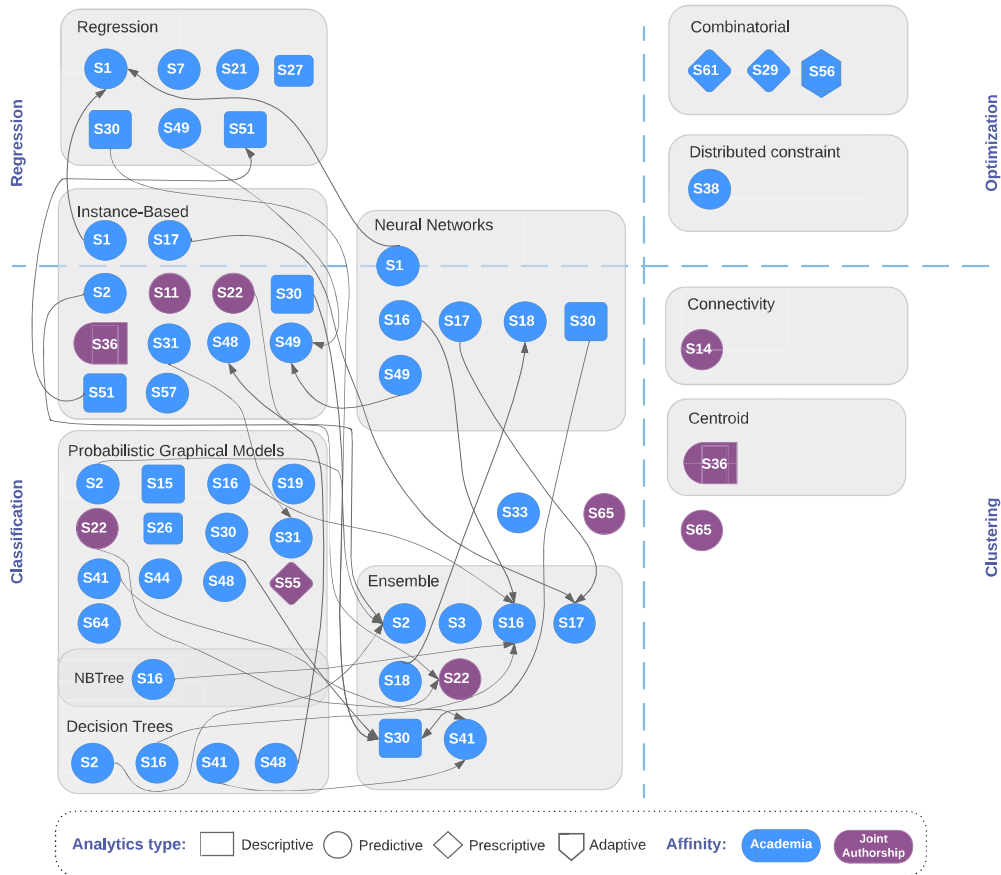 Regression
S1
S7
S21
S27
S30
S49
S51
Regression
Instance-Based
S1
S17
S2
S11
S22
S30
S36
S31
S48
S49
S51
S57
Neural Networks
S1
S16
S17
S18
S30
S49
Combinatorial
S61
S29
S56
Distributed constraint
S38
Optimization
Connectivity
S14
Centroid
S36
S65
Clustering
Classification
Probabilistic Graphical Models
S2
S15
S16
S19
S22
S26
S30
S31
S41
S44
S48
S55
S64
NBTree
S16
Decision Trees
S2
S16
S41
S48
S33
S65
Ensemble
S2
S3
S16
S17
S18
S22
S30
S41
Analytics type:
Descriptive
Predictive
Prescriptive
Adaptive
Affinity:
Academia
Joint
Authorship